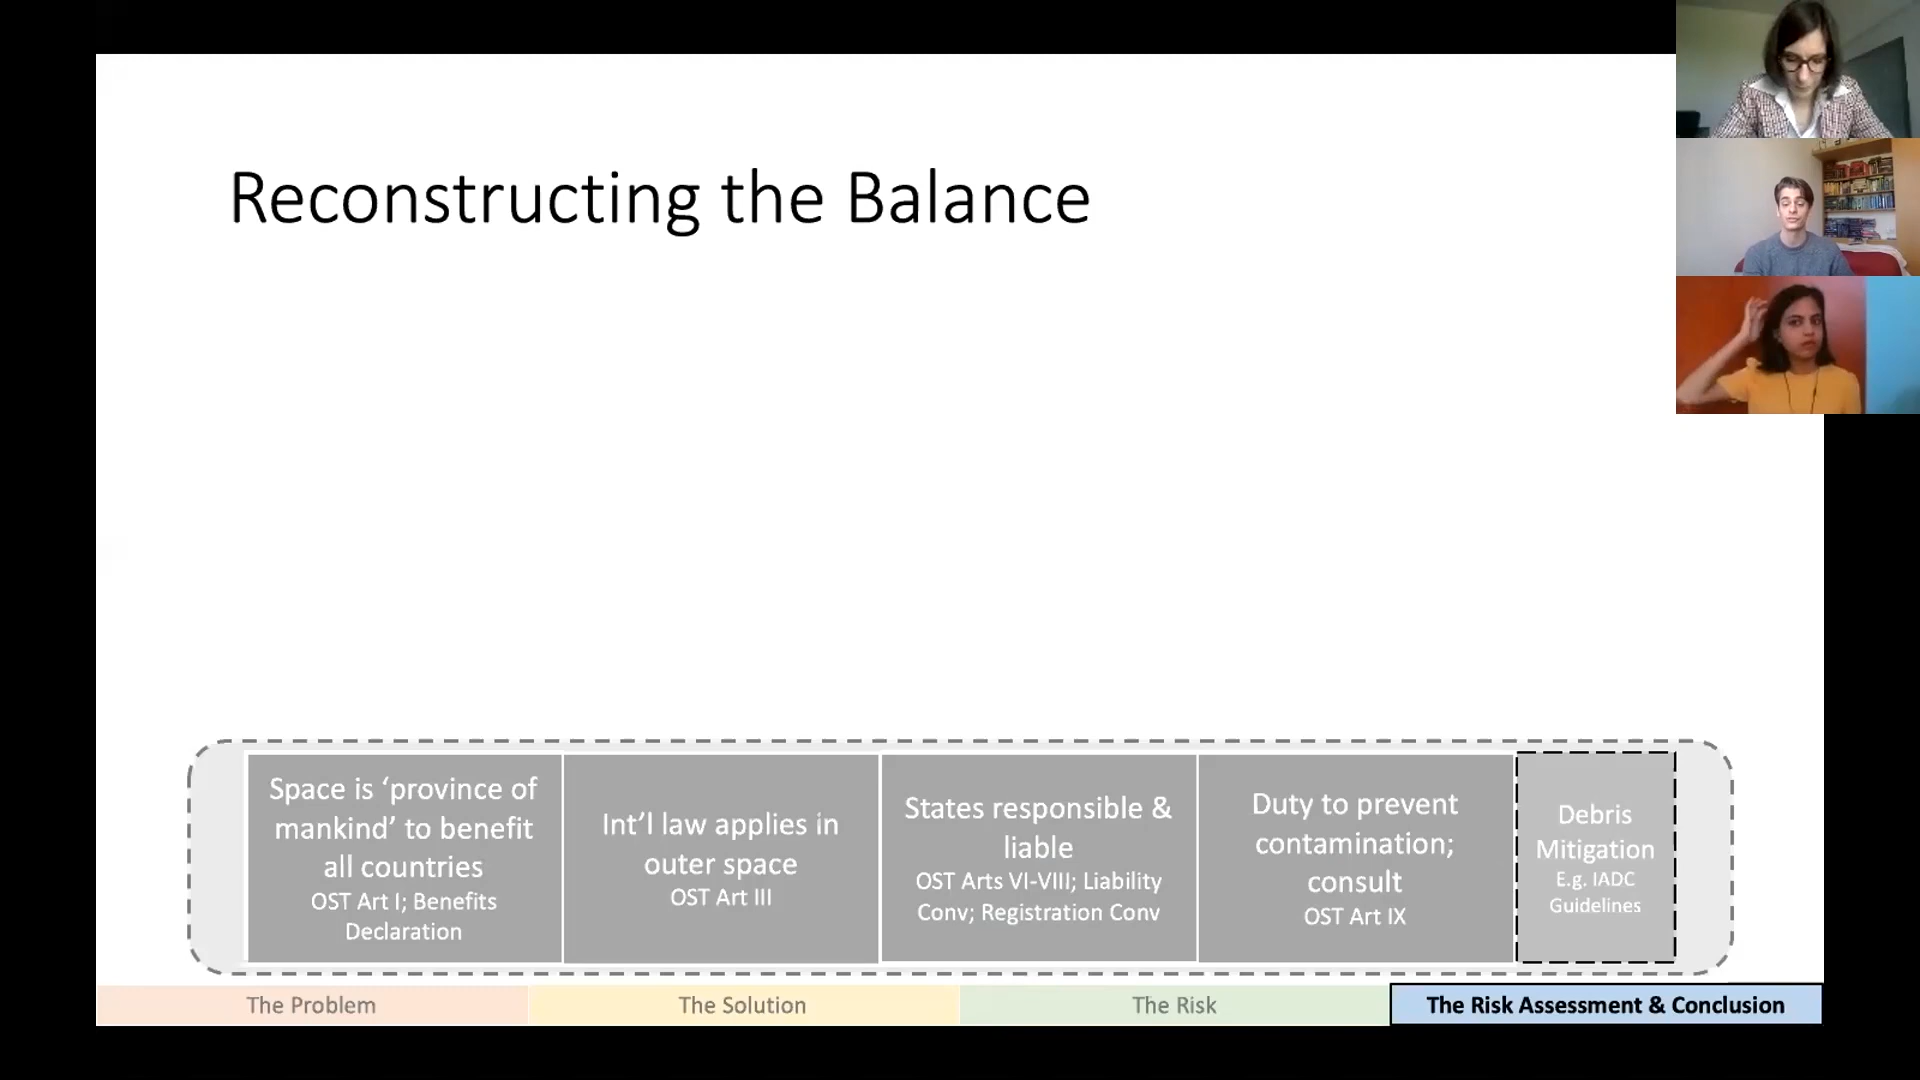 Reconstructing the Balance
Space is ‘province of
mankind’ to benefit
all countries
OST Art I; Benefits
Declaration
Int’l law applies in
outer space
OST Art III
States responsible &
liable
OST Arts VI-VIII; Liability
Conv; Registration Conv
Duty to prevent
contamination;
consult
OST Art IX
Debris
Mitigation
E.g. IADC
Guidelines
The Problem
The Solution
The Risk
The Risk Assessment & Conclusion